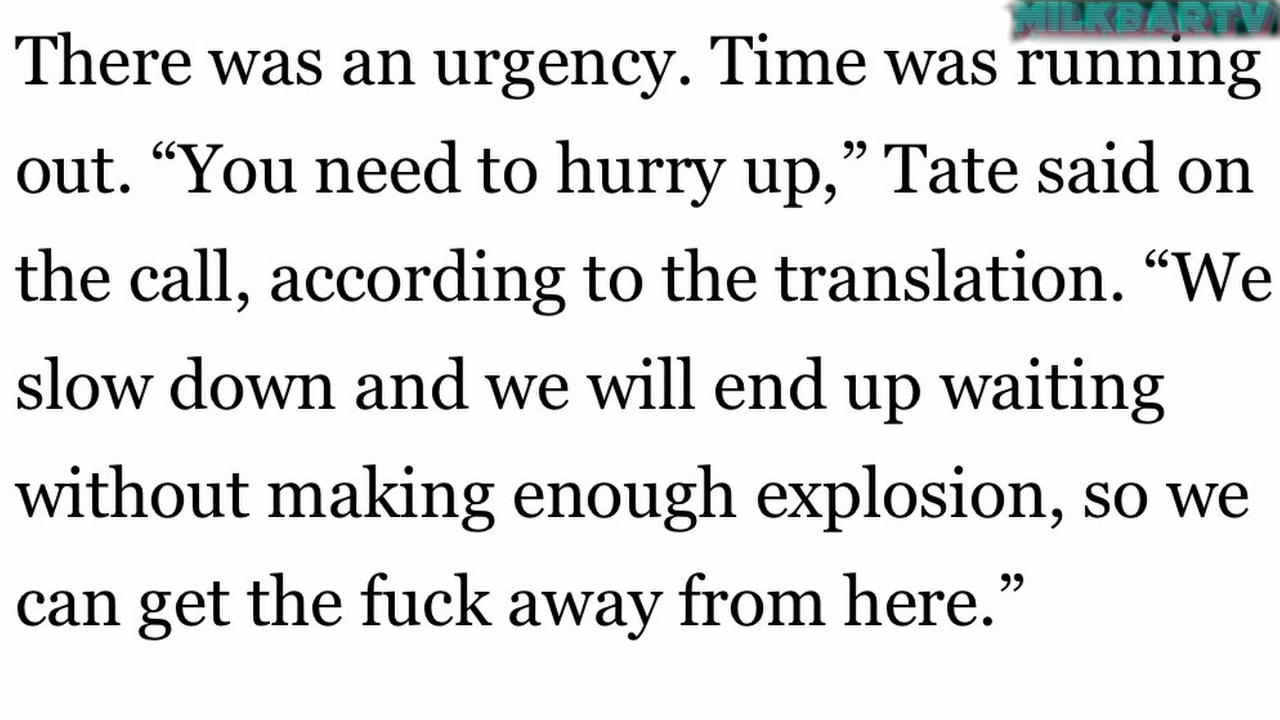 MILKBARTV
There was an urgency. Time was running
out. “You need to hurry up,” Tate said on
the call, according to the translation. “We
slow down and we will end up waiting
without making enough explosion, so we
can get the fuck away from here.”